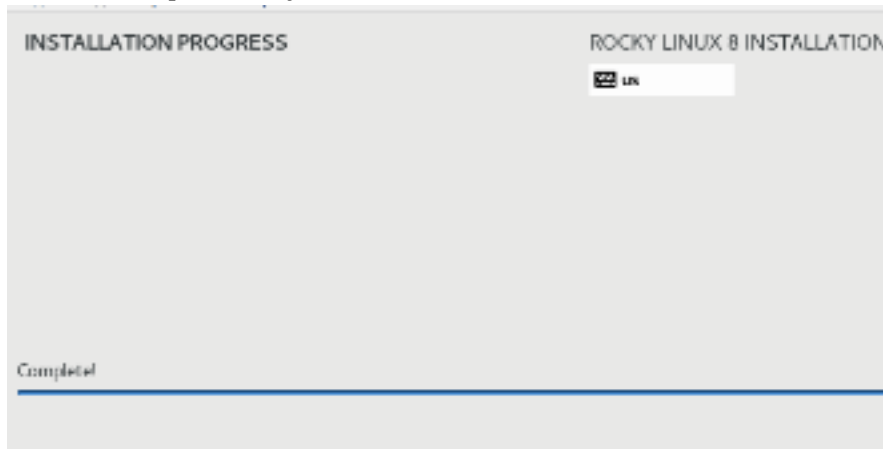 INSTALLATION PROGRESS
ROCKY LINUX 8 INSTALLATION
us
Complete!